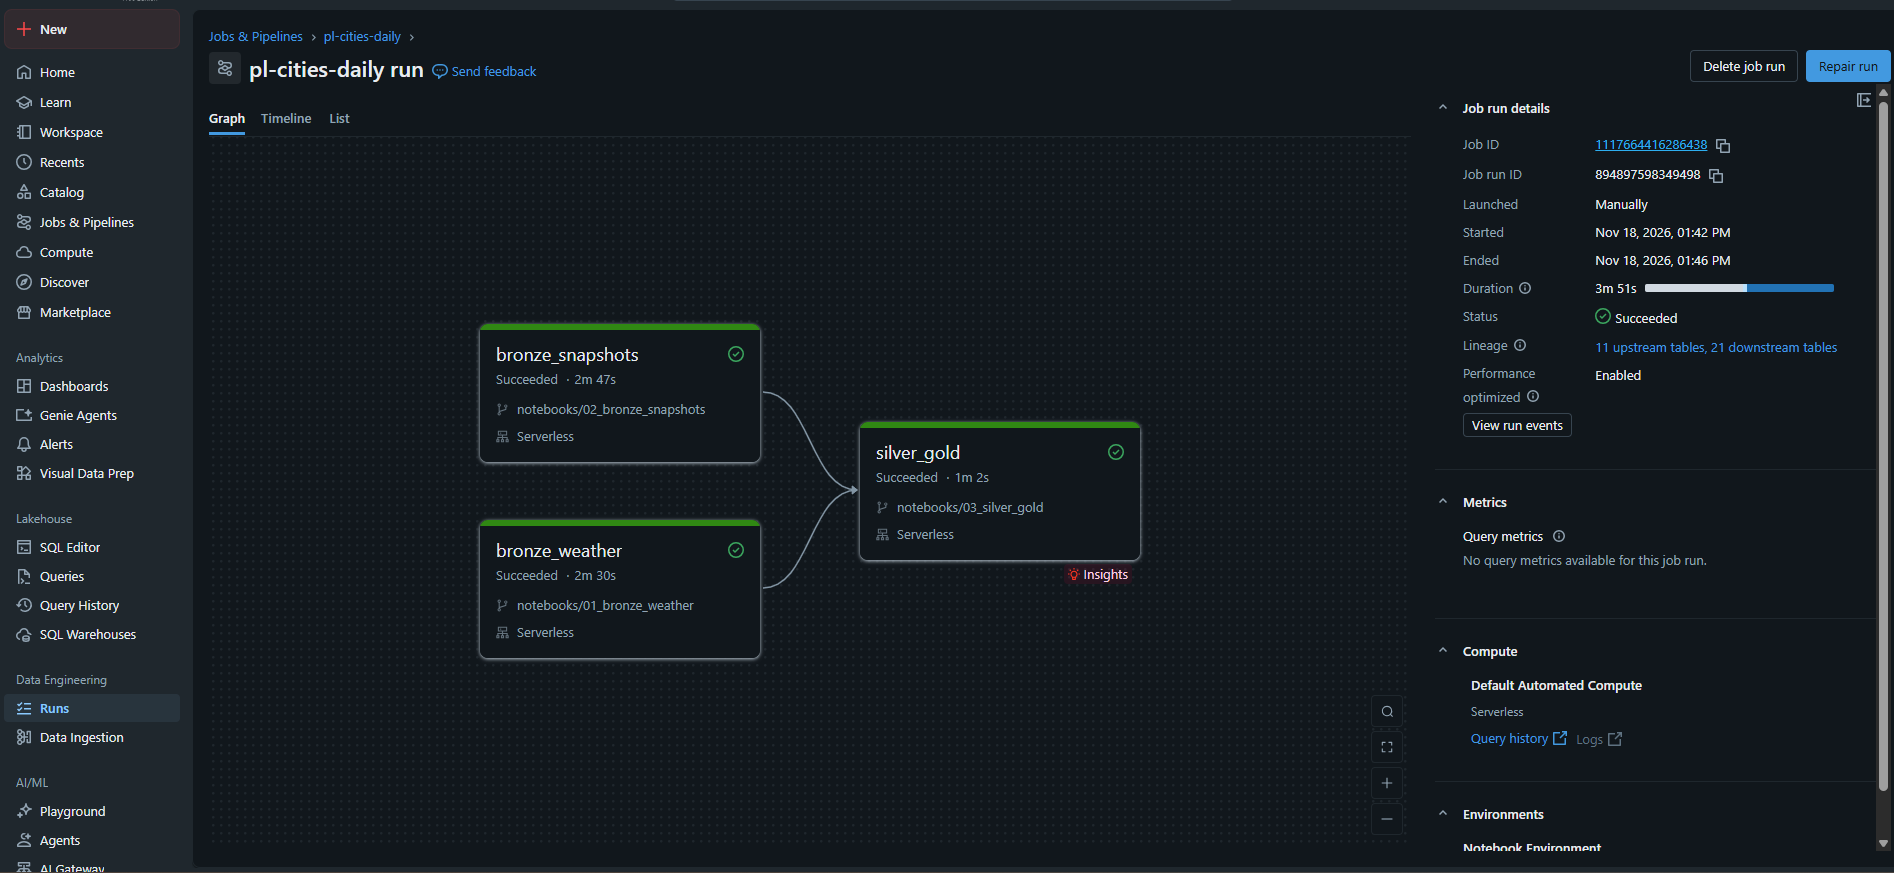 New
Home
Learn
Workspace
Recents
Catalog
Jobs & Pipelines
Compute
Discover
Marketplace
Analytics
Dashboards
Genie Agents
Alerts
Visual Data Prep
Lakehouse
SQL Editor
Queries
Query History
SQL Warehouses
Data Engineering
Runs
Data Ingestion
AI/ML
Playground
Agents
AI Gateway
Jobs & Pipelines › pl-cities-daily ›
pl-cities-daily run Send feedback
Delete job run Repair run
Graph Timeline List
bronze_snapshots
Succeeded · 2m 47s
notebooks/02_bronze_snapshots
Serverless
bronze_weather
Succeeded · 2m 30s
notebooks/01_bronze_weather
Serverless
silver_gold
Succeeded · 1m 2s
notebooks/03_silver_gold
Serverless
Insights
Job run details
Job ID 1117664416286438
Job run ID 894897598349498
Launched Manually
Started Nov 18, 2026, 01:42 PM
Ended Nov 18, 2026, 01:46 PM
Duration 3m 51s
Status Succeeded
Lineage 11 upstream tables, 21 downstream tables
Performance optimized Enabled
View run events
Metrics
Query metrics
No query metrics available for this job run.
Compute
Default Automated Compute
Serverless
Query history Logs
Environments
Notebook Environment